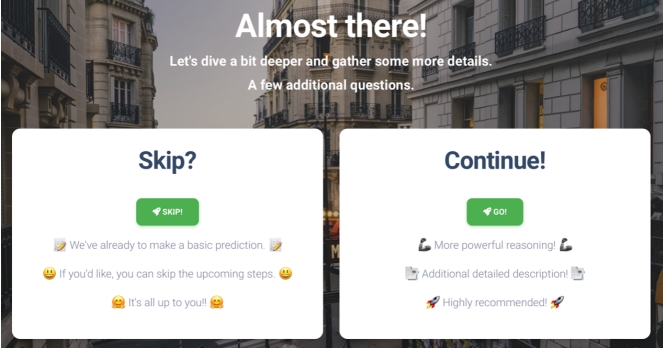 Almost there!
Let's dive a bit deeper and gather some more details.
A few additional questions.
Skip?
🚀 SKIP!
📝 We've already to make a basic prediction. 📝
😃 If you'd like, you can skip the upcoming steps. 😃
🤗 It's all up to you!! 🤗
Continue!
🚀 GO!
💪 More powerful reasoning! 💪
📑 Additional detailed description! 📑
🚀 Highly recommended! 🚀